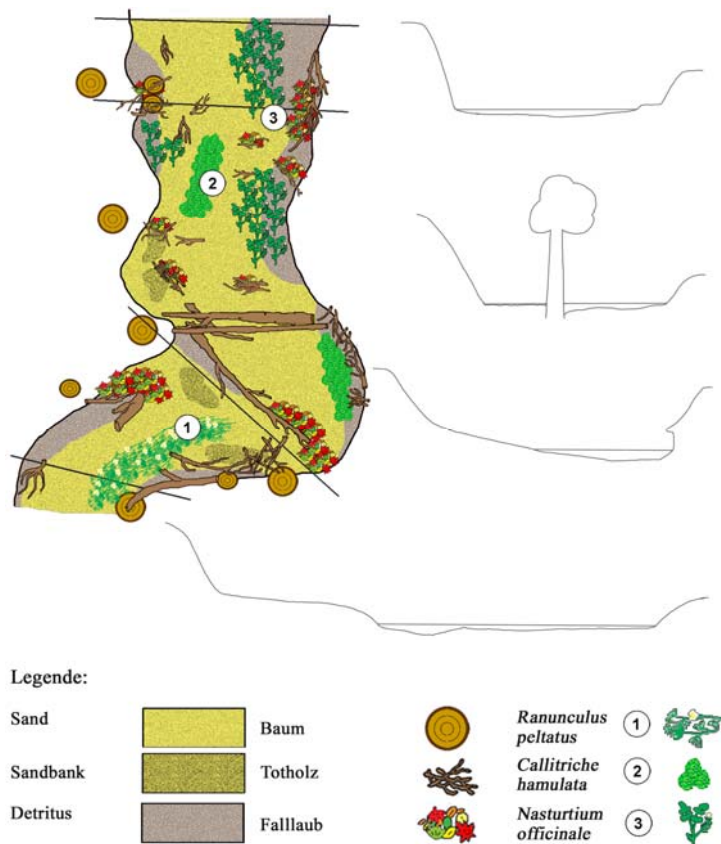 3
2
1
Legende:
Sand
Baum
Ranunculus
peltatus
1
Sandbank
Totholz
Callitriche
hamulata
2
Detritus
Falllaub
Nasturtium
officinale
3